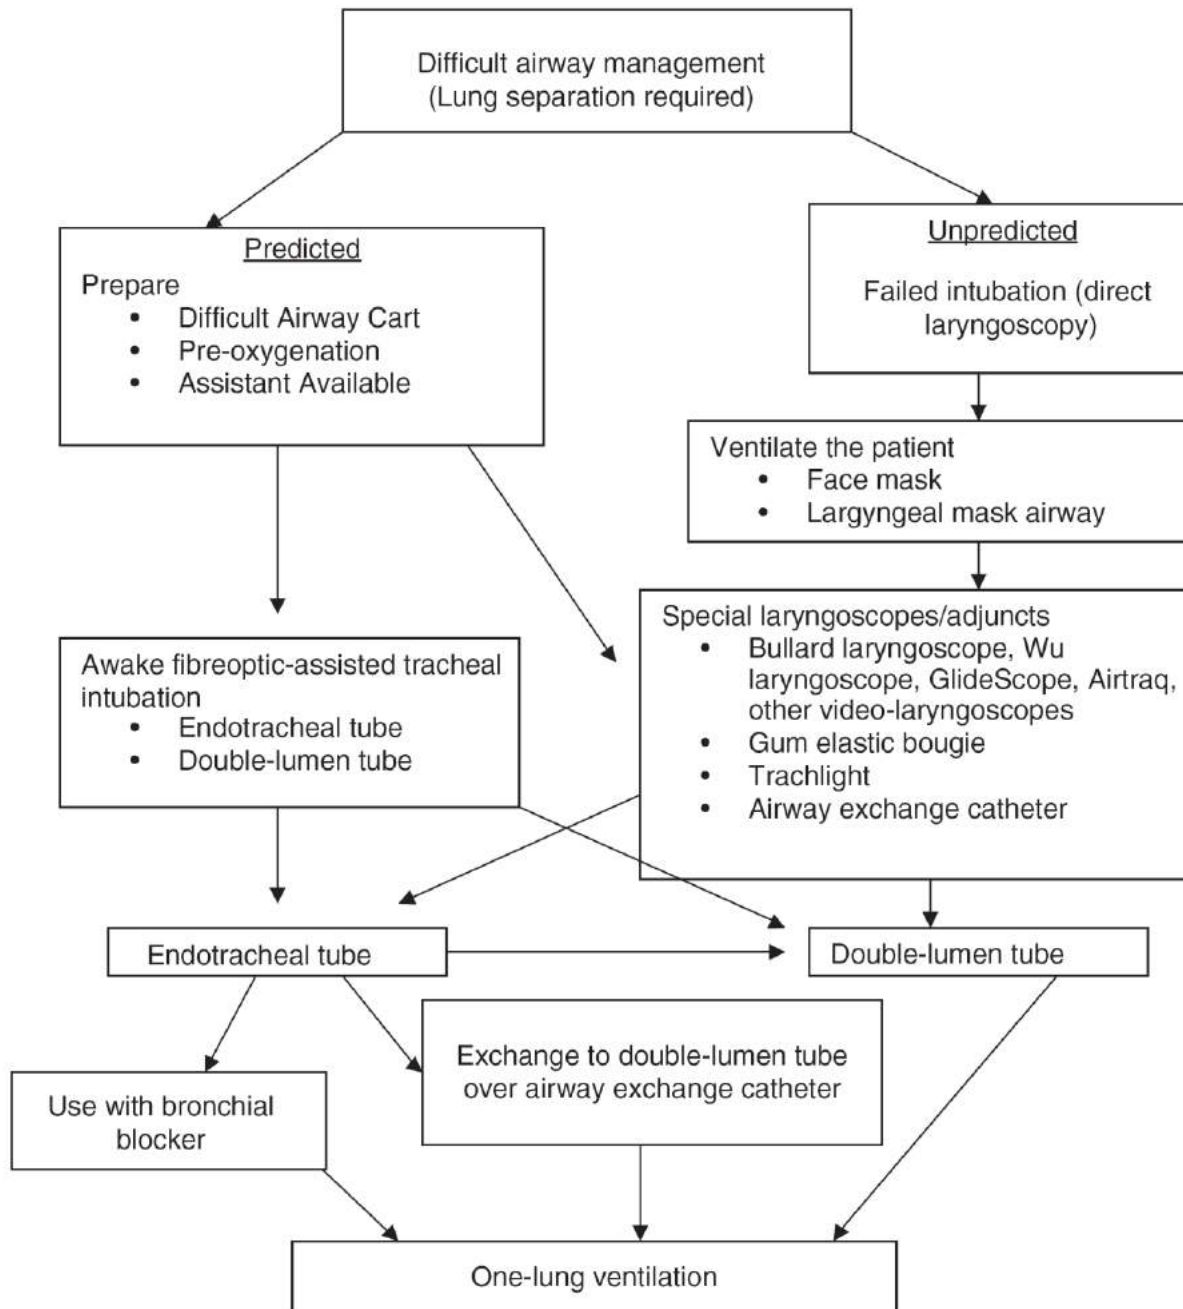 Difficult airway management
(Lung separation required)
Predicted
Prepare
• Difficult Airway Cart
• Pre-oxygenation
• Assistant Available
Unpredicted
Failed intubation (direct
laryngoscopy)
Ventilate the patient
• Face mask
• Largyngeal mask airway
Special laryngoscopes/adjuncts
• Bullard laryngoscope, Wu
laryngoscope, GlideScope, Airtraq,
other video-laryngoscopes
• Gum elastic bougie
• Trachlight
• Airway exchange catheter
Awake fibreoptic-assisted tracheal
intubation
• Endotracheal tube
• Double-lumen tube
Endotracheal tube
Double-lumen tube
Exchange to double-lumen tube
over airway exchange catheter
Use with bronchial
blocker
One-lung ventilation